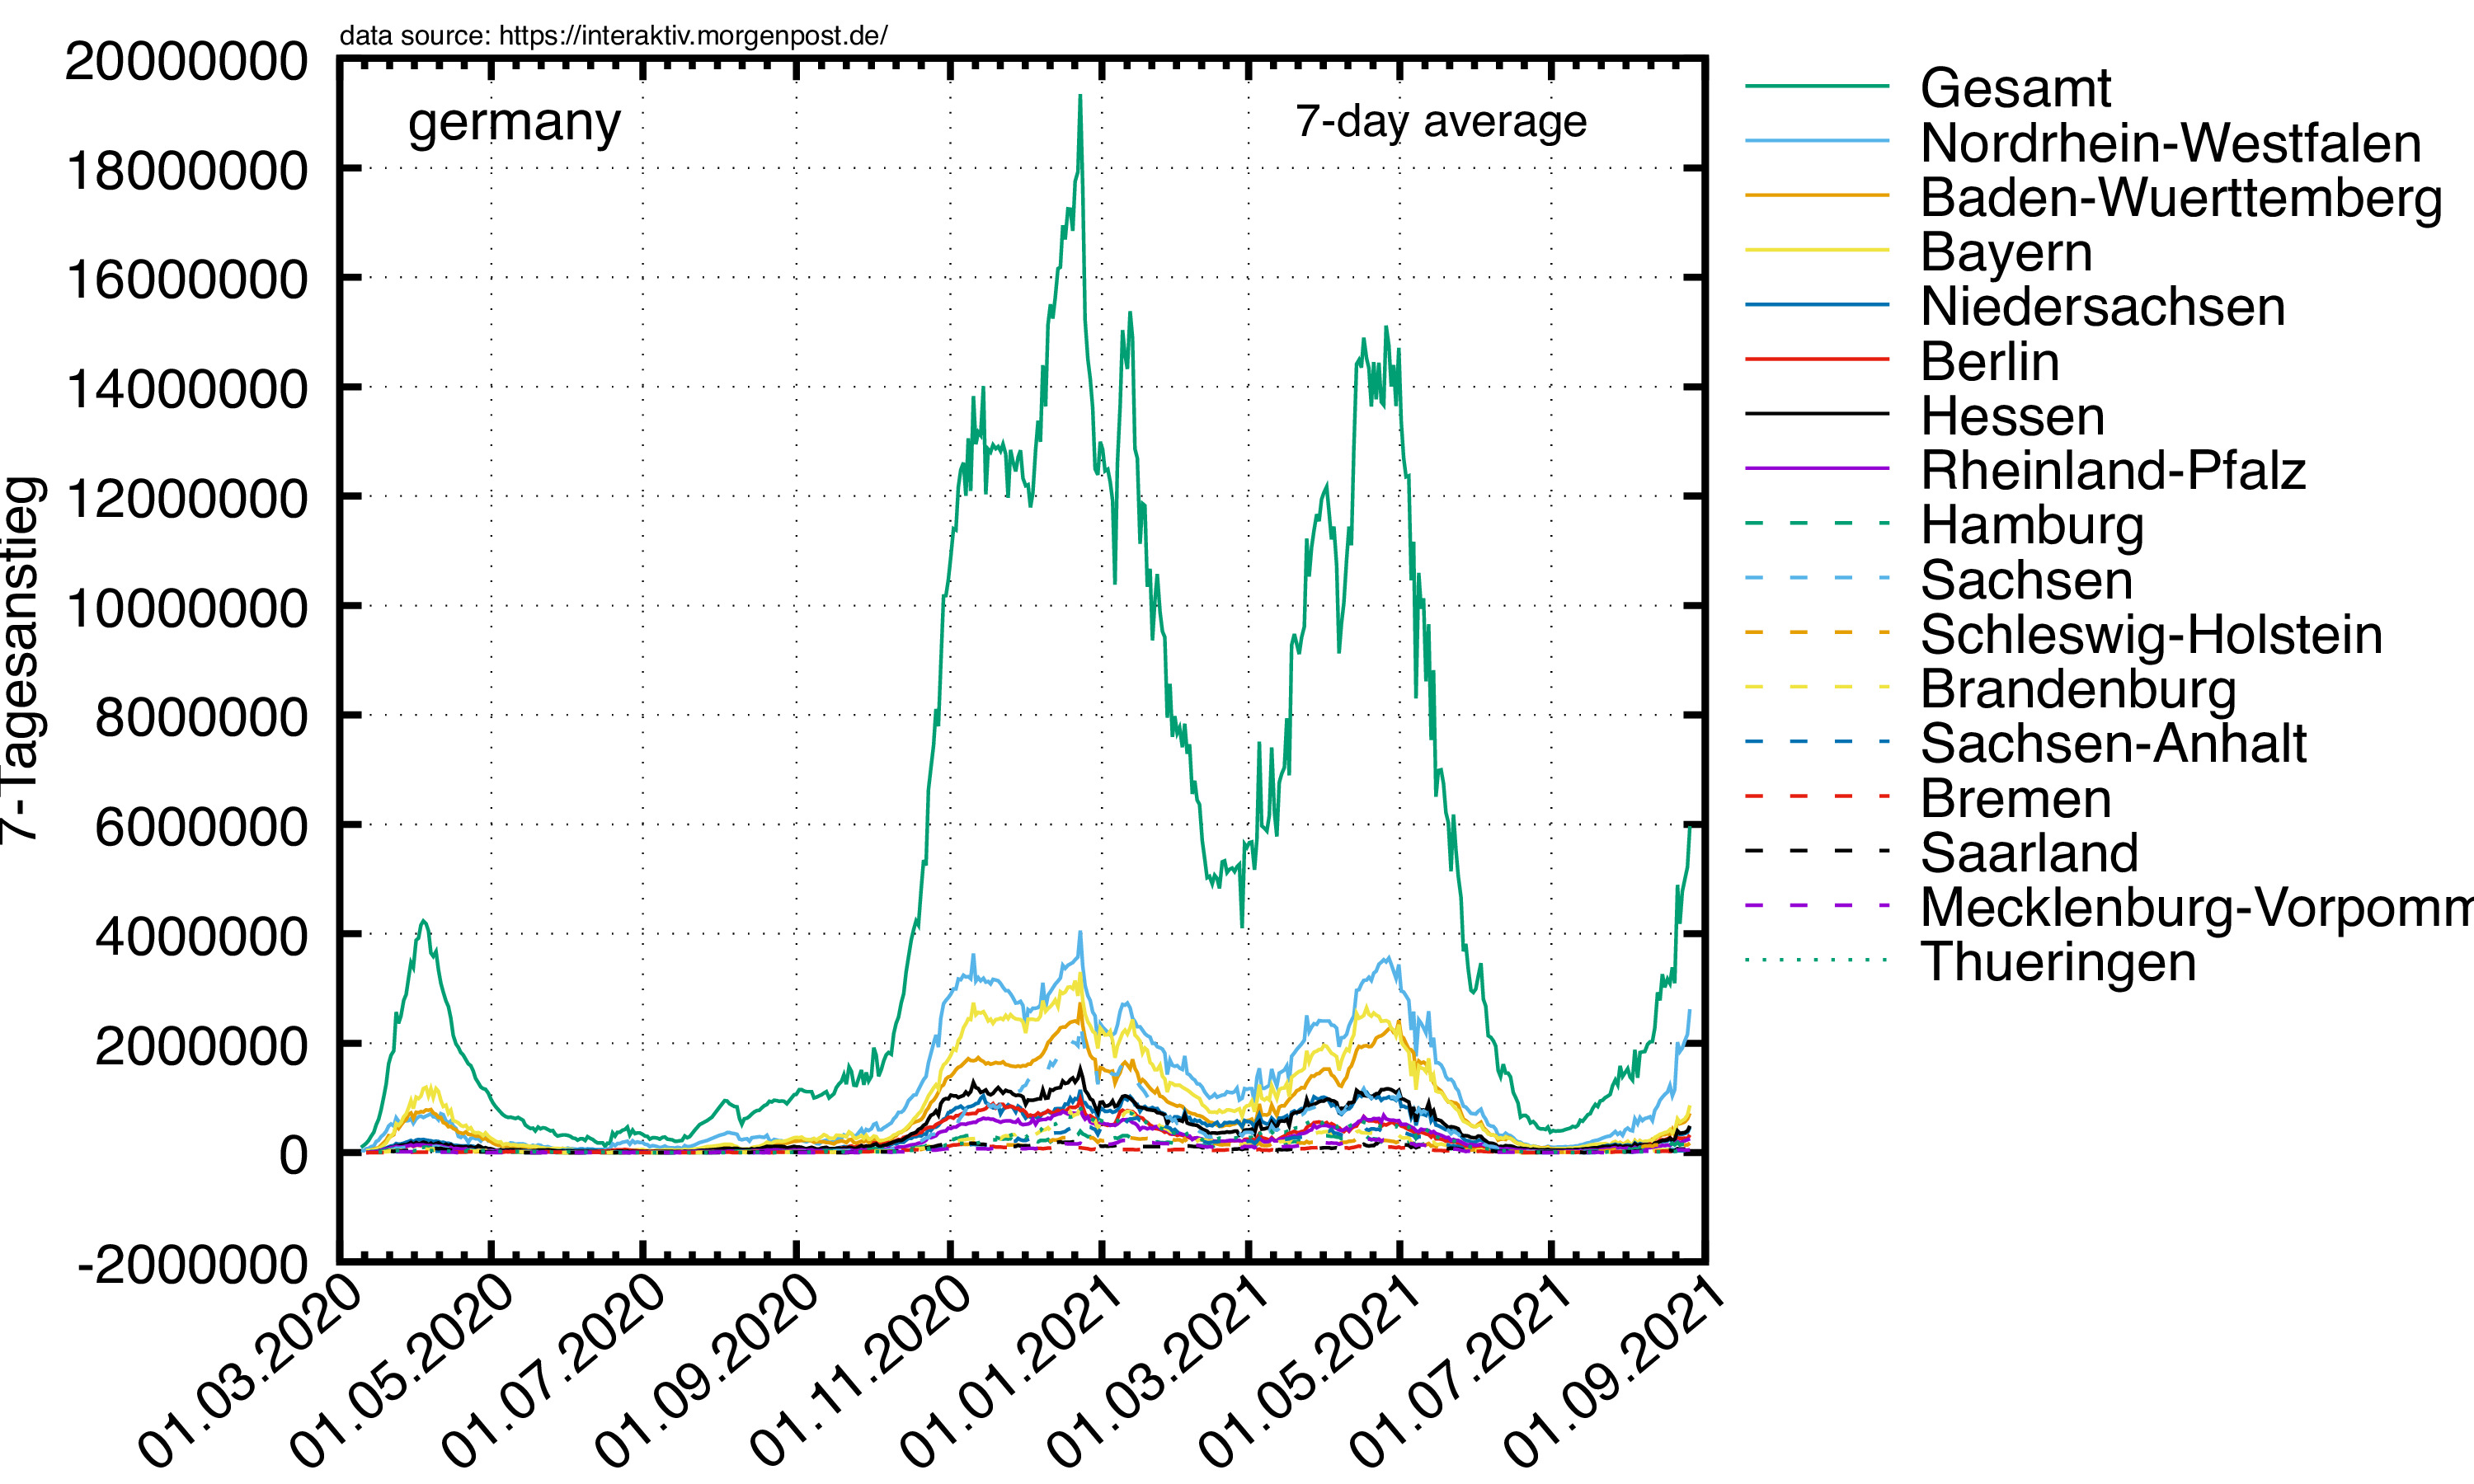 data source: https://interaktiv.morgenpost.de/
germany
7-day average
7-Tagesanstieg
20000000
18000000
16000000
14000000
12000000
10000000
8000000
6000000
4000000
2000000
0
-2000000
01.03.2020
01.05.2020
01.07.2020
01.09.2020
01.11.2020
01.01.2021
01.03.2021
01.05.2021
01.07.2021
01.09.2021
Gesamt
Nordrhein-Westfalen
Baden-Wuerttemberg
Bayern
Niedersachsen
Berlin
Hessen
Rheinland-Pfalz
Hamburg
Sachsen
Schleswig-Holstein
Brandenburg
Sachsen-Anhalt
Bremen
Saarland
Mecklenburg-Vorpomm
Thueringen